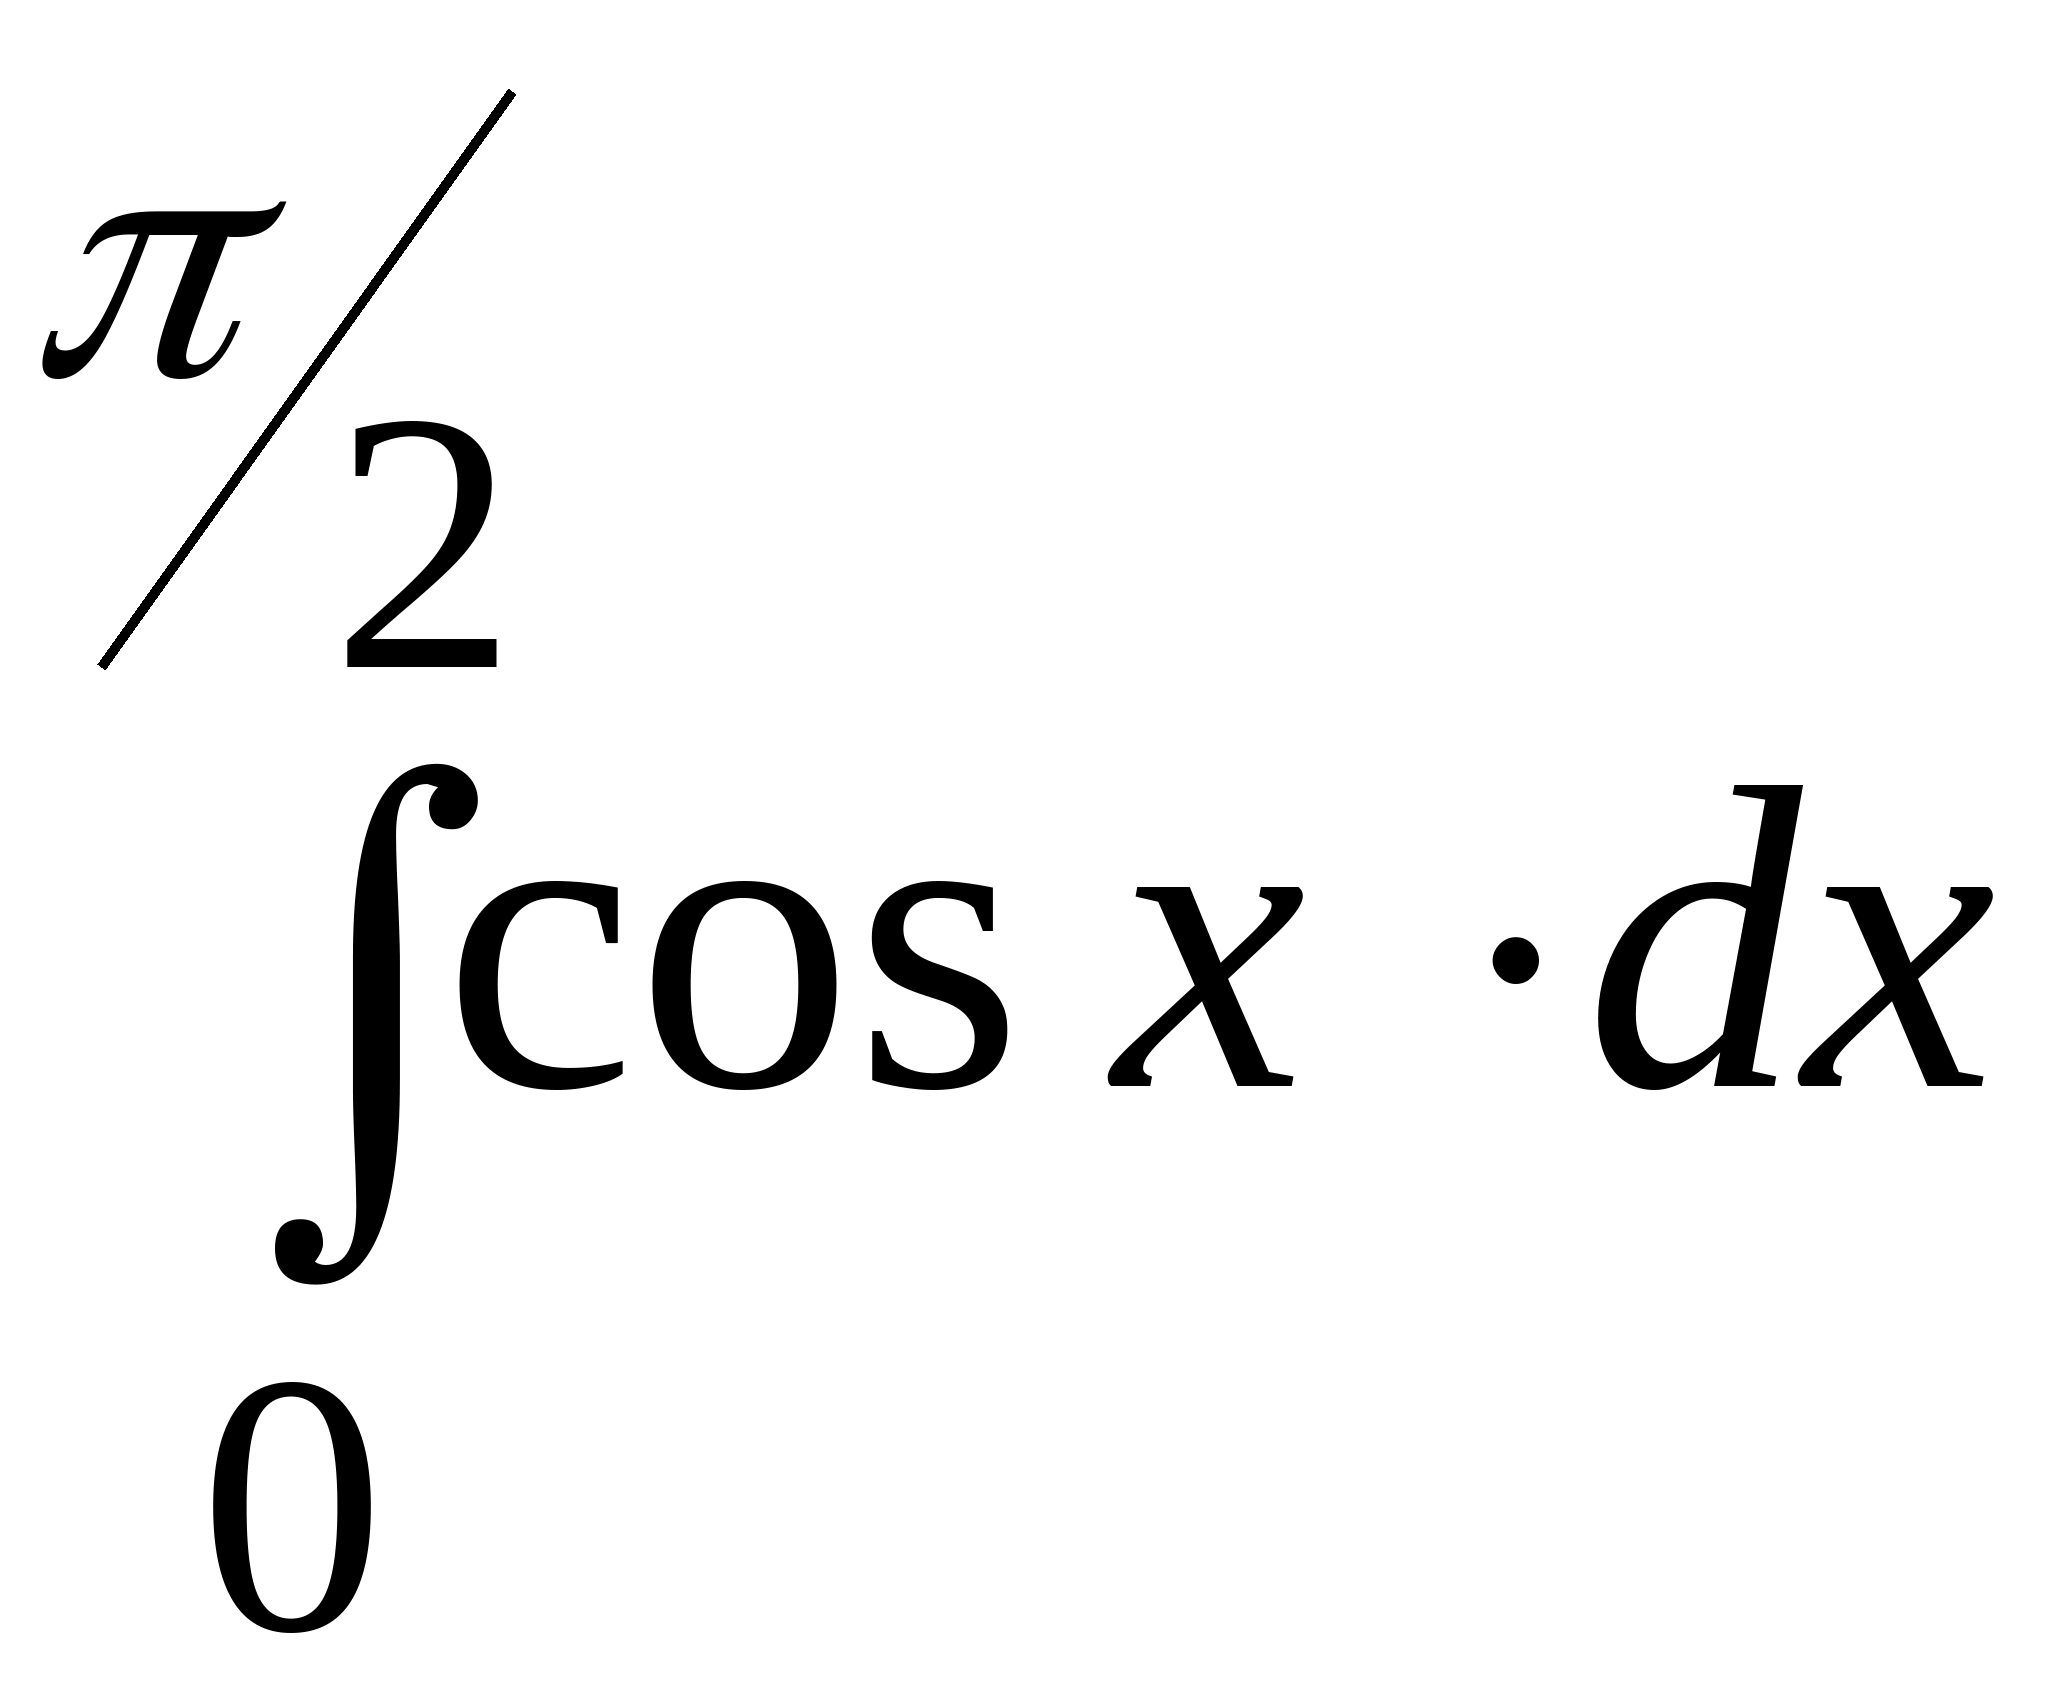 π/2
∫cos x ·dx
0